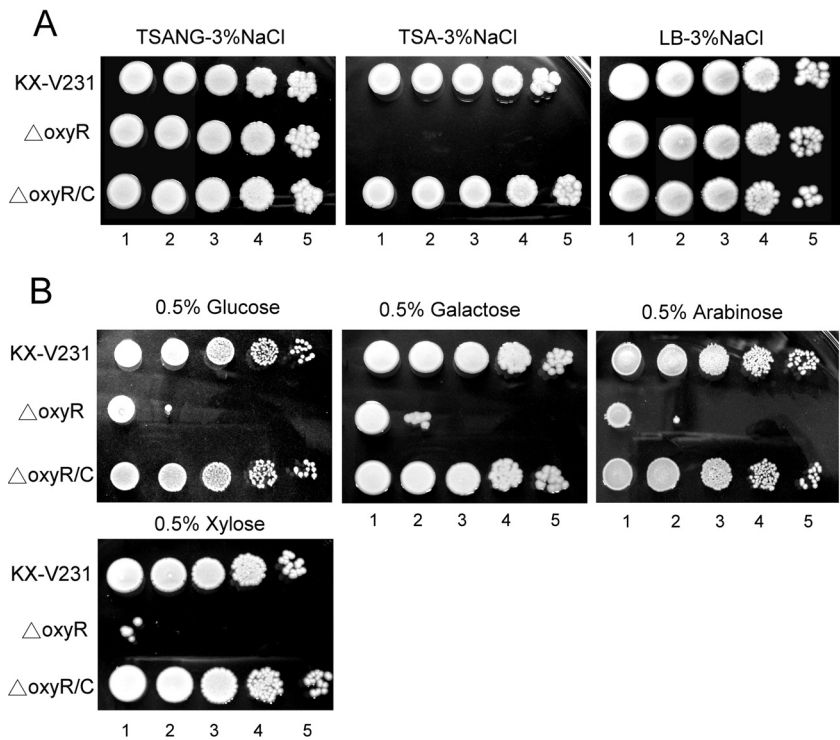 A
TSANG-3%NaCl TSA-3%NaCl LB-3%NaCl
KX-V231
△oxyR
△oxyR/C
1 2 3 4 5 1 2 3 4 5 1 2 3 4 5
B
0.5% Glucose 0.5% Galactose 0.5% Arabinose
KX-V231
△oxyR
△oxyR/C
1 2 3 4 5 1 2 3 4 5
0.5% Xylose
KX-V231
△oxyR
△oxyR/C
1 2 3 4 5